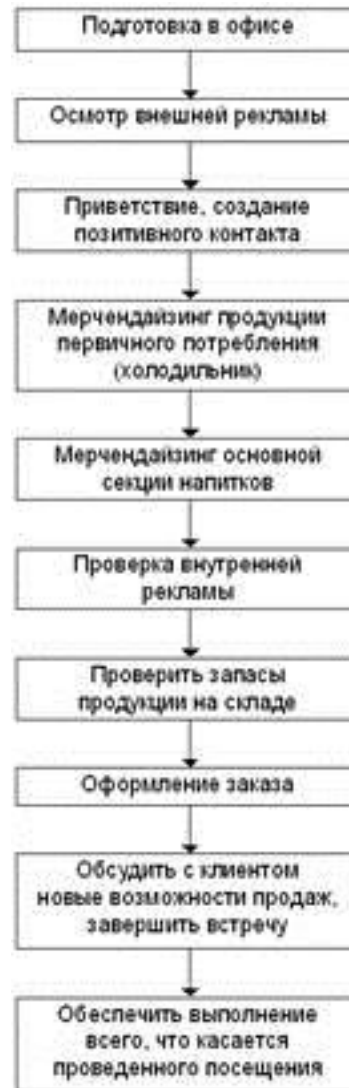 Подготовка в офисе
Осмотр внешней рекламы
Приветствие, создание
позитивного контакта
Мерчендайзинг продукции
первичного потребления
(холодильник)
Мерчендайзинг основной
секции напитков
Проверка внутренней
рекламы
Проверить запасы
продукции на складе
Оформление заказа
Обсудить с клиентом
новые возможности продаж,
завершить встречу
Обеспечить выполнение
всего, что касается
проведенного посещения